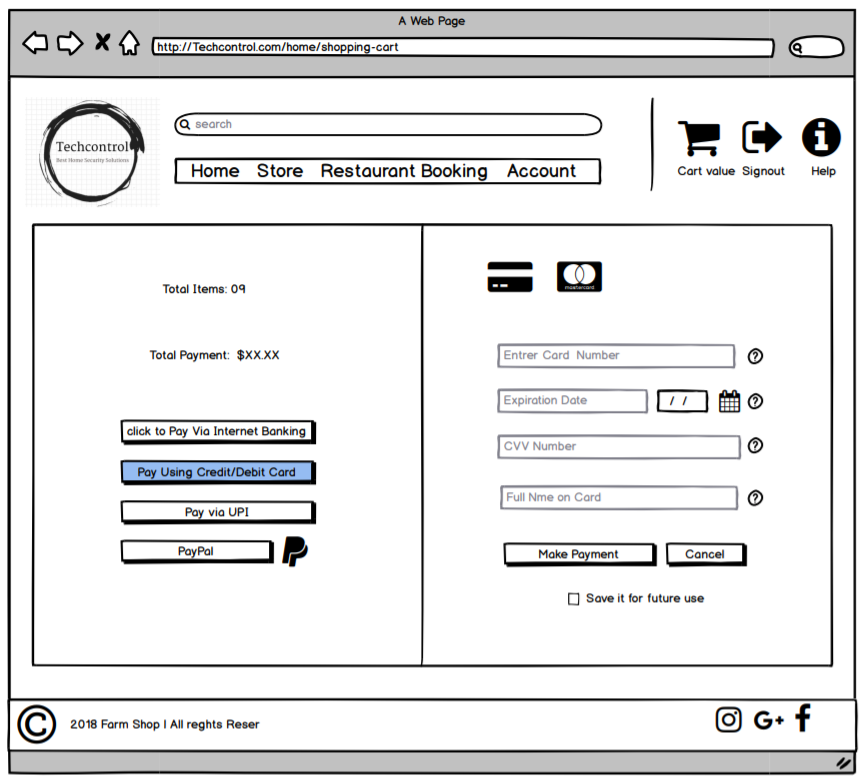 A Web Page
http://Techcontrol.com/home/shopping-cart
Techcontrol
Best Home Security Solutions
search
Home Store Restaurant Booking Account
Cart value Signout Help
Total Items: 09
Total Payment: $XX.XX
click to Pay Via Internet Banking
Pay Using Credit/Debit Card
Pay via UPI
PayPal
mastercard
Entrer Card Number
Expiration Date / /
CVV Number
Full Nme on Card
Make Payment Cancel
Save it for future use
© 2018 Farm Shop | All reghts Reser
G+ f